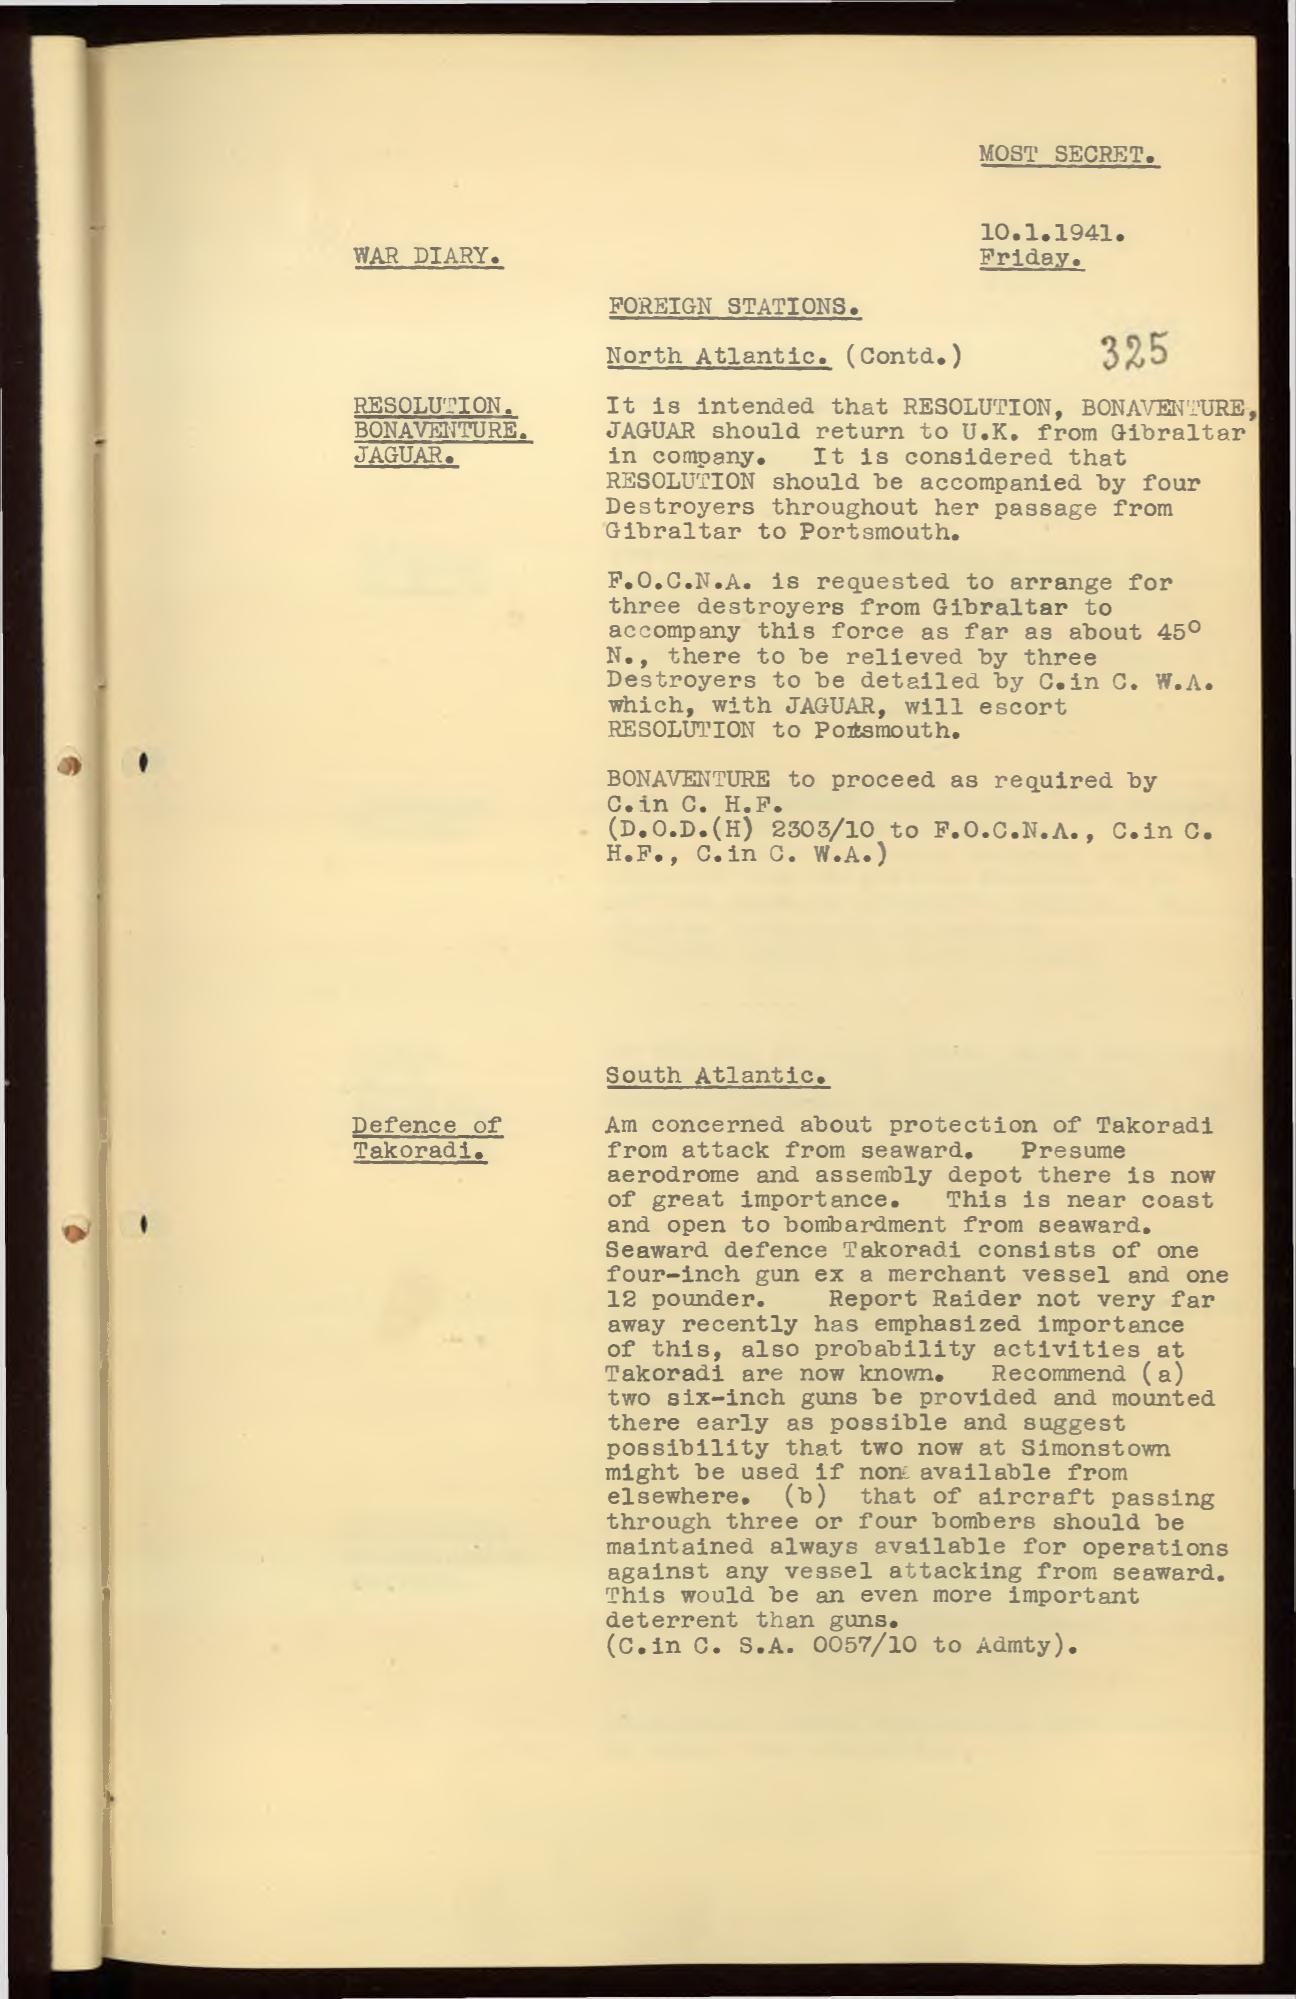 MOST SECRET.
10.1.1941.
WAR DIARY.
Friday.
FOREIGN STATIONS.
North Atlantic. (Contd.)
325
RESOLUTION.
BONAVENTURE.
JAGUAR.
It is intended that RESOLUTION, BONAVENTURE,
JAGUAR should return to U.K. from Gibraltar
in company. It is considered that
RESOLUTION should be accompanied by four
Destroyers throughout her passage from
Gibraltar to Portsmouth.
F.O.C.N.A. is requested to arrange for
three destroyers from Gibraltar to
accompany this force as far as about 45°
N., there to be relieved by three
Destroyers to be detailed by C.in C. W.A.
which, with JAGUAR, will escort
RESOLUTION to Portsmouth.
BONAVENTURE to proceed as required by
C.in C. H.F.
(D.O.D.(H) 2303/10 to F.O.C.N.A., C.in C.
H.F., C.in C. W.A.)
South Atlantic.
Defence of
Takoradi.
Am concerned about protection of Takoradi
from attack from seaward. Presume
aerodrome and assembly depot there is now
of great importance. This is near coast
and open to bombardment from seaward.
Seaward defence Takoradi consists of one
four-inch gun ex a merchant vessel and one
12 pounder. Report Raider not very far
away recently has emphasized importance
of this, also probability activities at
Takoradi are now known. Recommend (a)
two six-inch guns be provided and mounted
there early as possible and suggest
possibility that two now at Simonstown
might be used if none available from
elsewhere. (b) that of aircraft passing
through three or four bombers should be
maintained always available for operations
against any vessel attacking from seaward.
This would be an even more important
deterrent than guns.
(C.in C. S.A. 0057/10 to Admty).